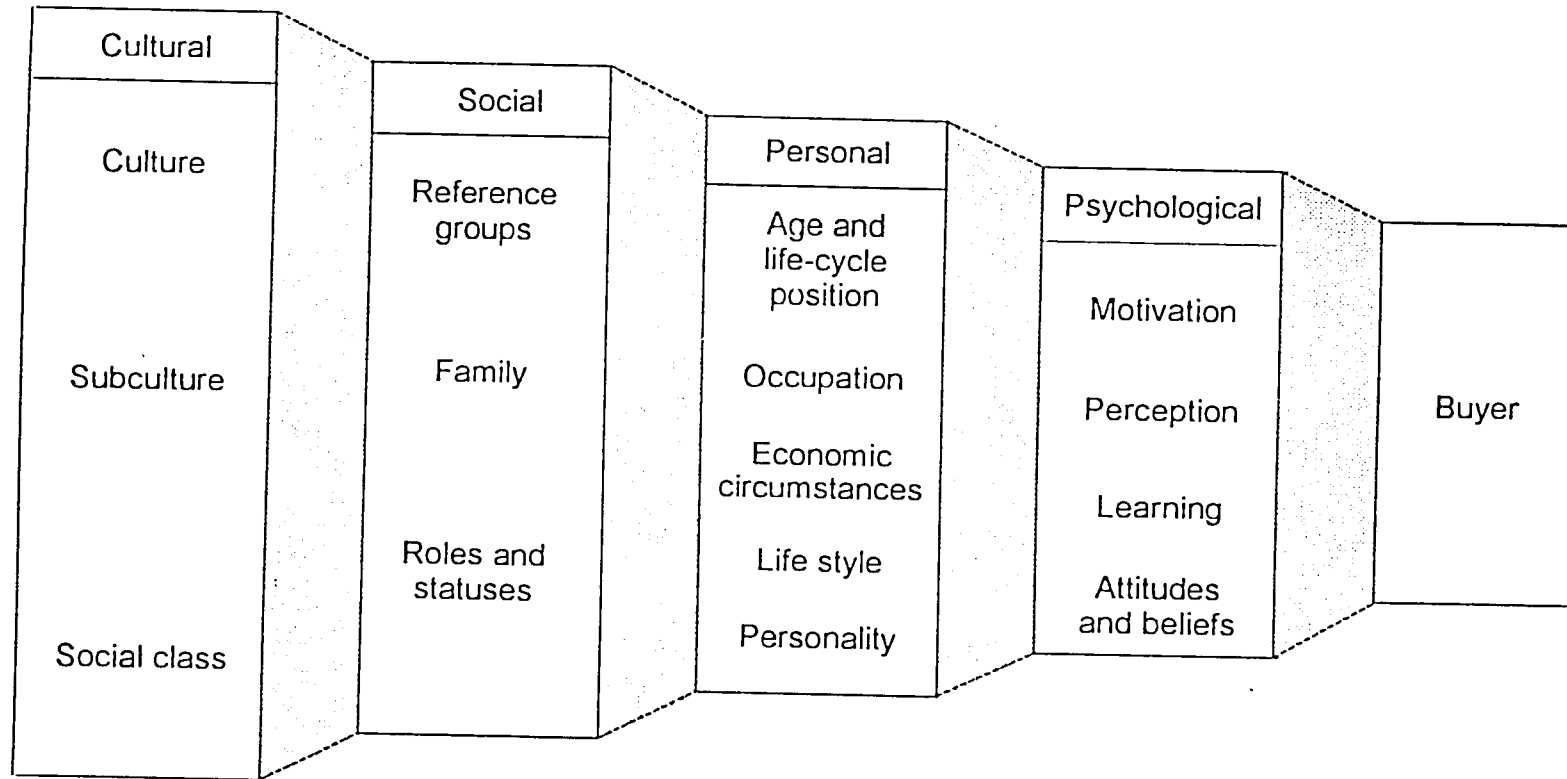 Cultural
Culture
Subculture
Social class
Social
Reference
groups
Family
Roles and
statuses
Personal
Age and
life-cycle
position
Occupation
Economic
circumstances
Life style
Personality
Psychological
Motivation
Perception
Learning
Attitudes
and beliefs
Buyer